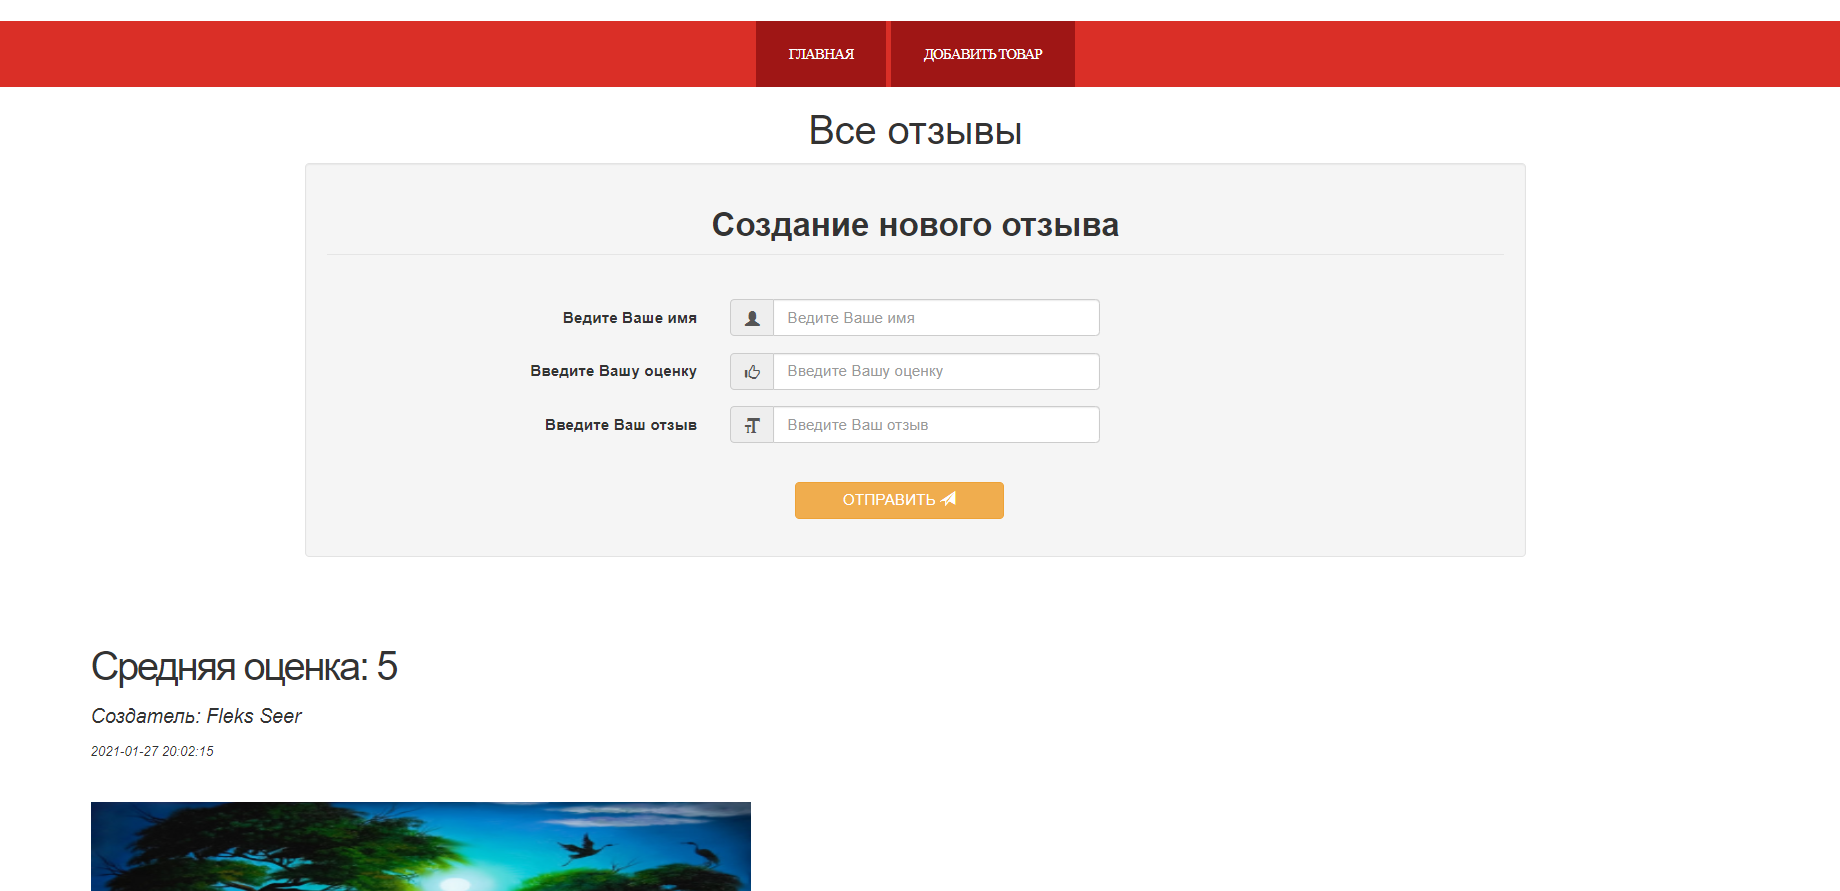 ГЛАВНАЯ ДОБАВИТЬ ТОВАР
Все отзывы
Создание нового отзыва
Ведите Ваше имя Ведите Ваше имя
Введите Вашу оценку Введите Вашу оценку
Введите Ваш отзыв Введите Ваш отзыв
ОТПРАВИТЬ
Средняя оценка: 5
Создатель: Fleks Seer
2021-01-27 20:02:15